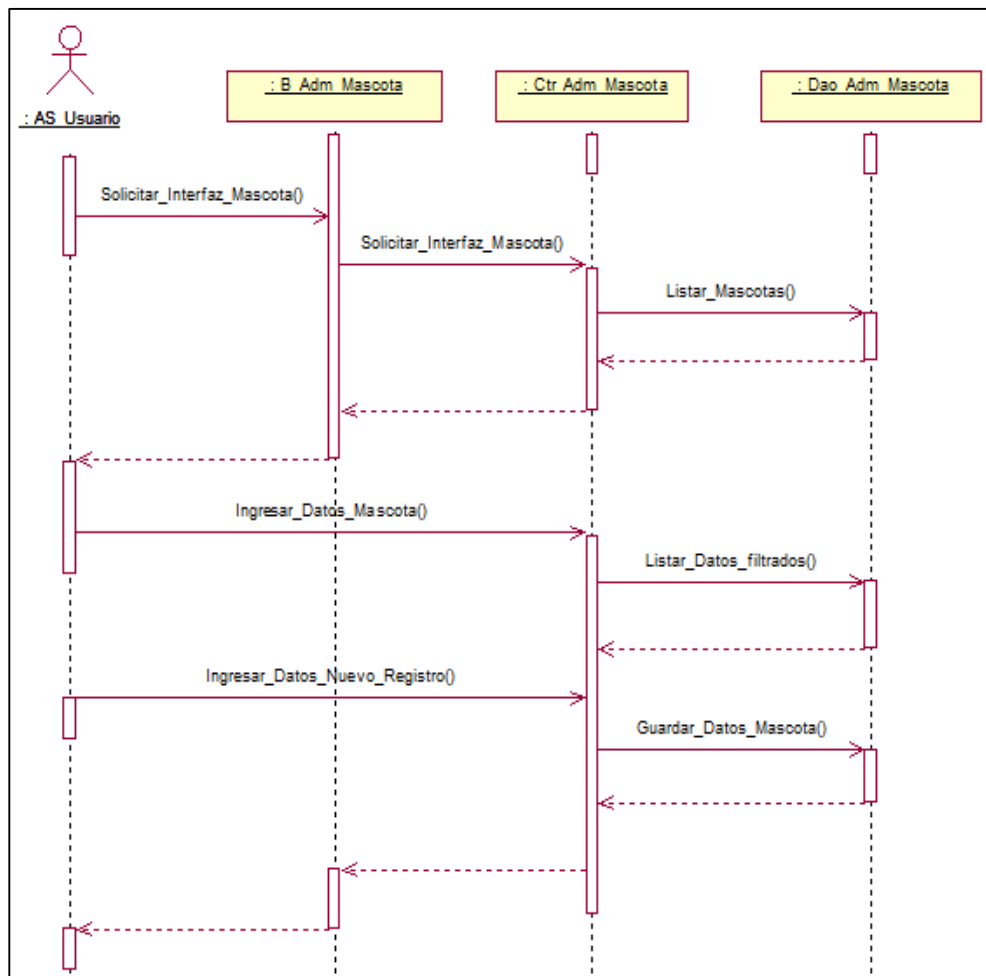 : B_Adm_Mascota
: Ctr_Adm_Mascota
: Dao_Adm_Mascota
: AS_Usuario
Solicitar_Interfaz_Mascota()
Solicitar_Interfaz_Mascota()
Listar_Mascotas()
Ingresar_Datos_Mascota()
Listar_Datos_filtrados()
Ingresar_Datos_Nuevo_Registro()
Guardar_Datos_Mascota()